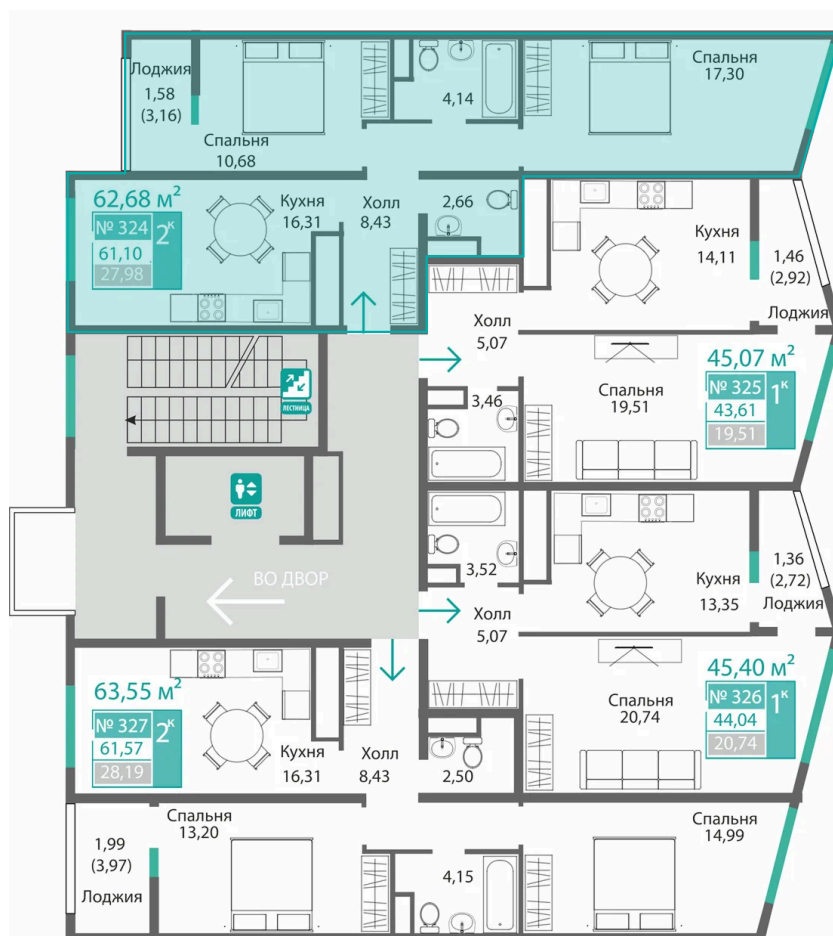 Лоджия
1,58
(3,16)
Спальня
10,68
4,14
Спальня
17,30
62,68 м²
№ 324
2ᴷ
61,10
27,98
Кухня
16,31
Холл
8,43
2,66
Кухня
14,11
1,46
(2,92)
Лоджия
Холл
5,07
45,07 м²
№ 325
1ᴷ
43,61
19,51
Спальня
19,51
3,46
ЛЕСТНИЦА
ЛИФТ
ВО ДВОР
3,52
Кухня
13,35
1,36
(2,72)
Лоджия
Холл
5,07
45,40 м²
№ 326
1ᴷ
44,04
20,74
Спальня
20,74
63,55 м²
№ 327
2ᴷ
61,57
28,19
Кухня
16,31
Холл
8,43
2,50
Спальня
13,20
Спальня
14,99
1,99
(3,97)
Лоджия
4,15